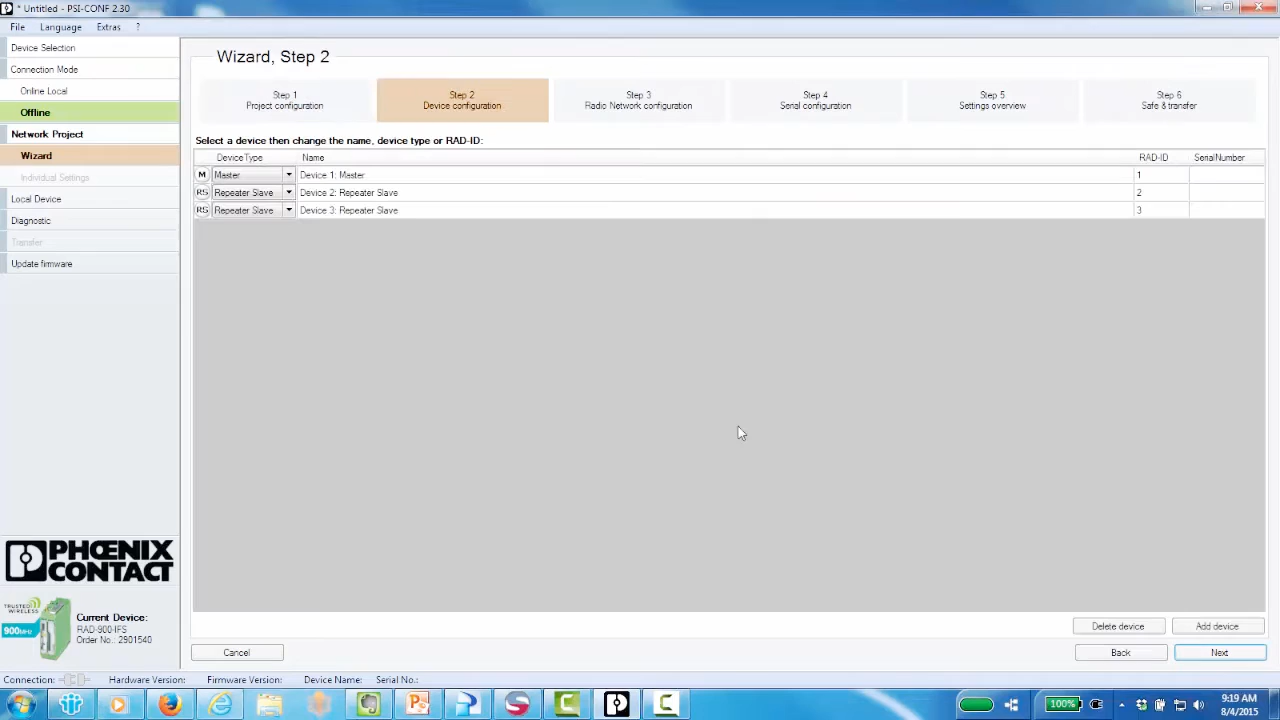 * Untitled - PSI-CONF 2.30
File Language Extras ?
Device Selection
Connection Mode
Online Local
Offline
Network Project
Wizard
Individual Settings
Local Device
Diagnostic
Transfer
Update firmware
Wizard, Step 2
Step 1
Project configuration
Step 2
Device configuration
Step 3
Radio Network configuration
Step 4
Serial configuration
Step 5
Settings overview
Step 6
Safe & transfer
Select a device then change the name, device type or RAD-ID:
DeviceType Name RAD-ID SerialNumber
M Master Device 1: Master 1
RS Repeater Slave Device 2: Repeater Slave 2
RS Repeater Slave Device 3: Repeater Slave 3
PHŒNIX
CONTACT
TRUSTED
WIRELESS
900MHz
Current Device:
RAD-900-IFS
Order No.: 2901540
Delete device Add device
Cancel Back Next
Connection: Hardware Version: Firmware Version: Device Name: Serial No.:
100%
9:19 AM
8/4/2015